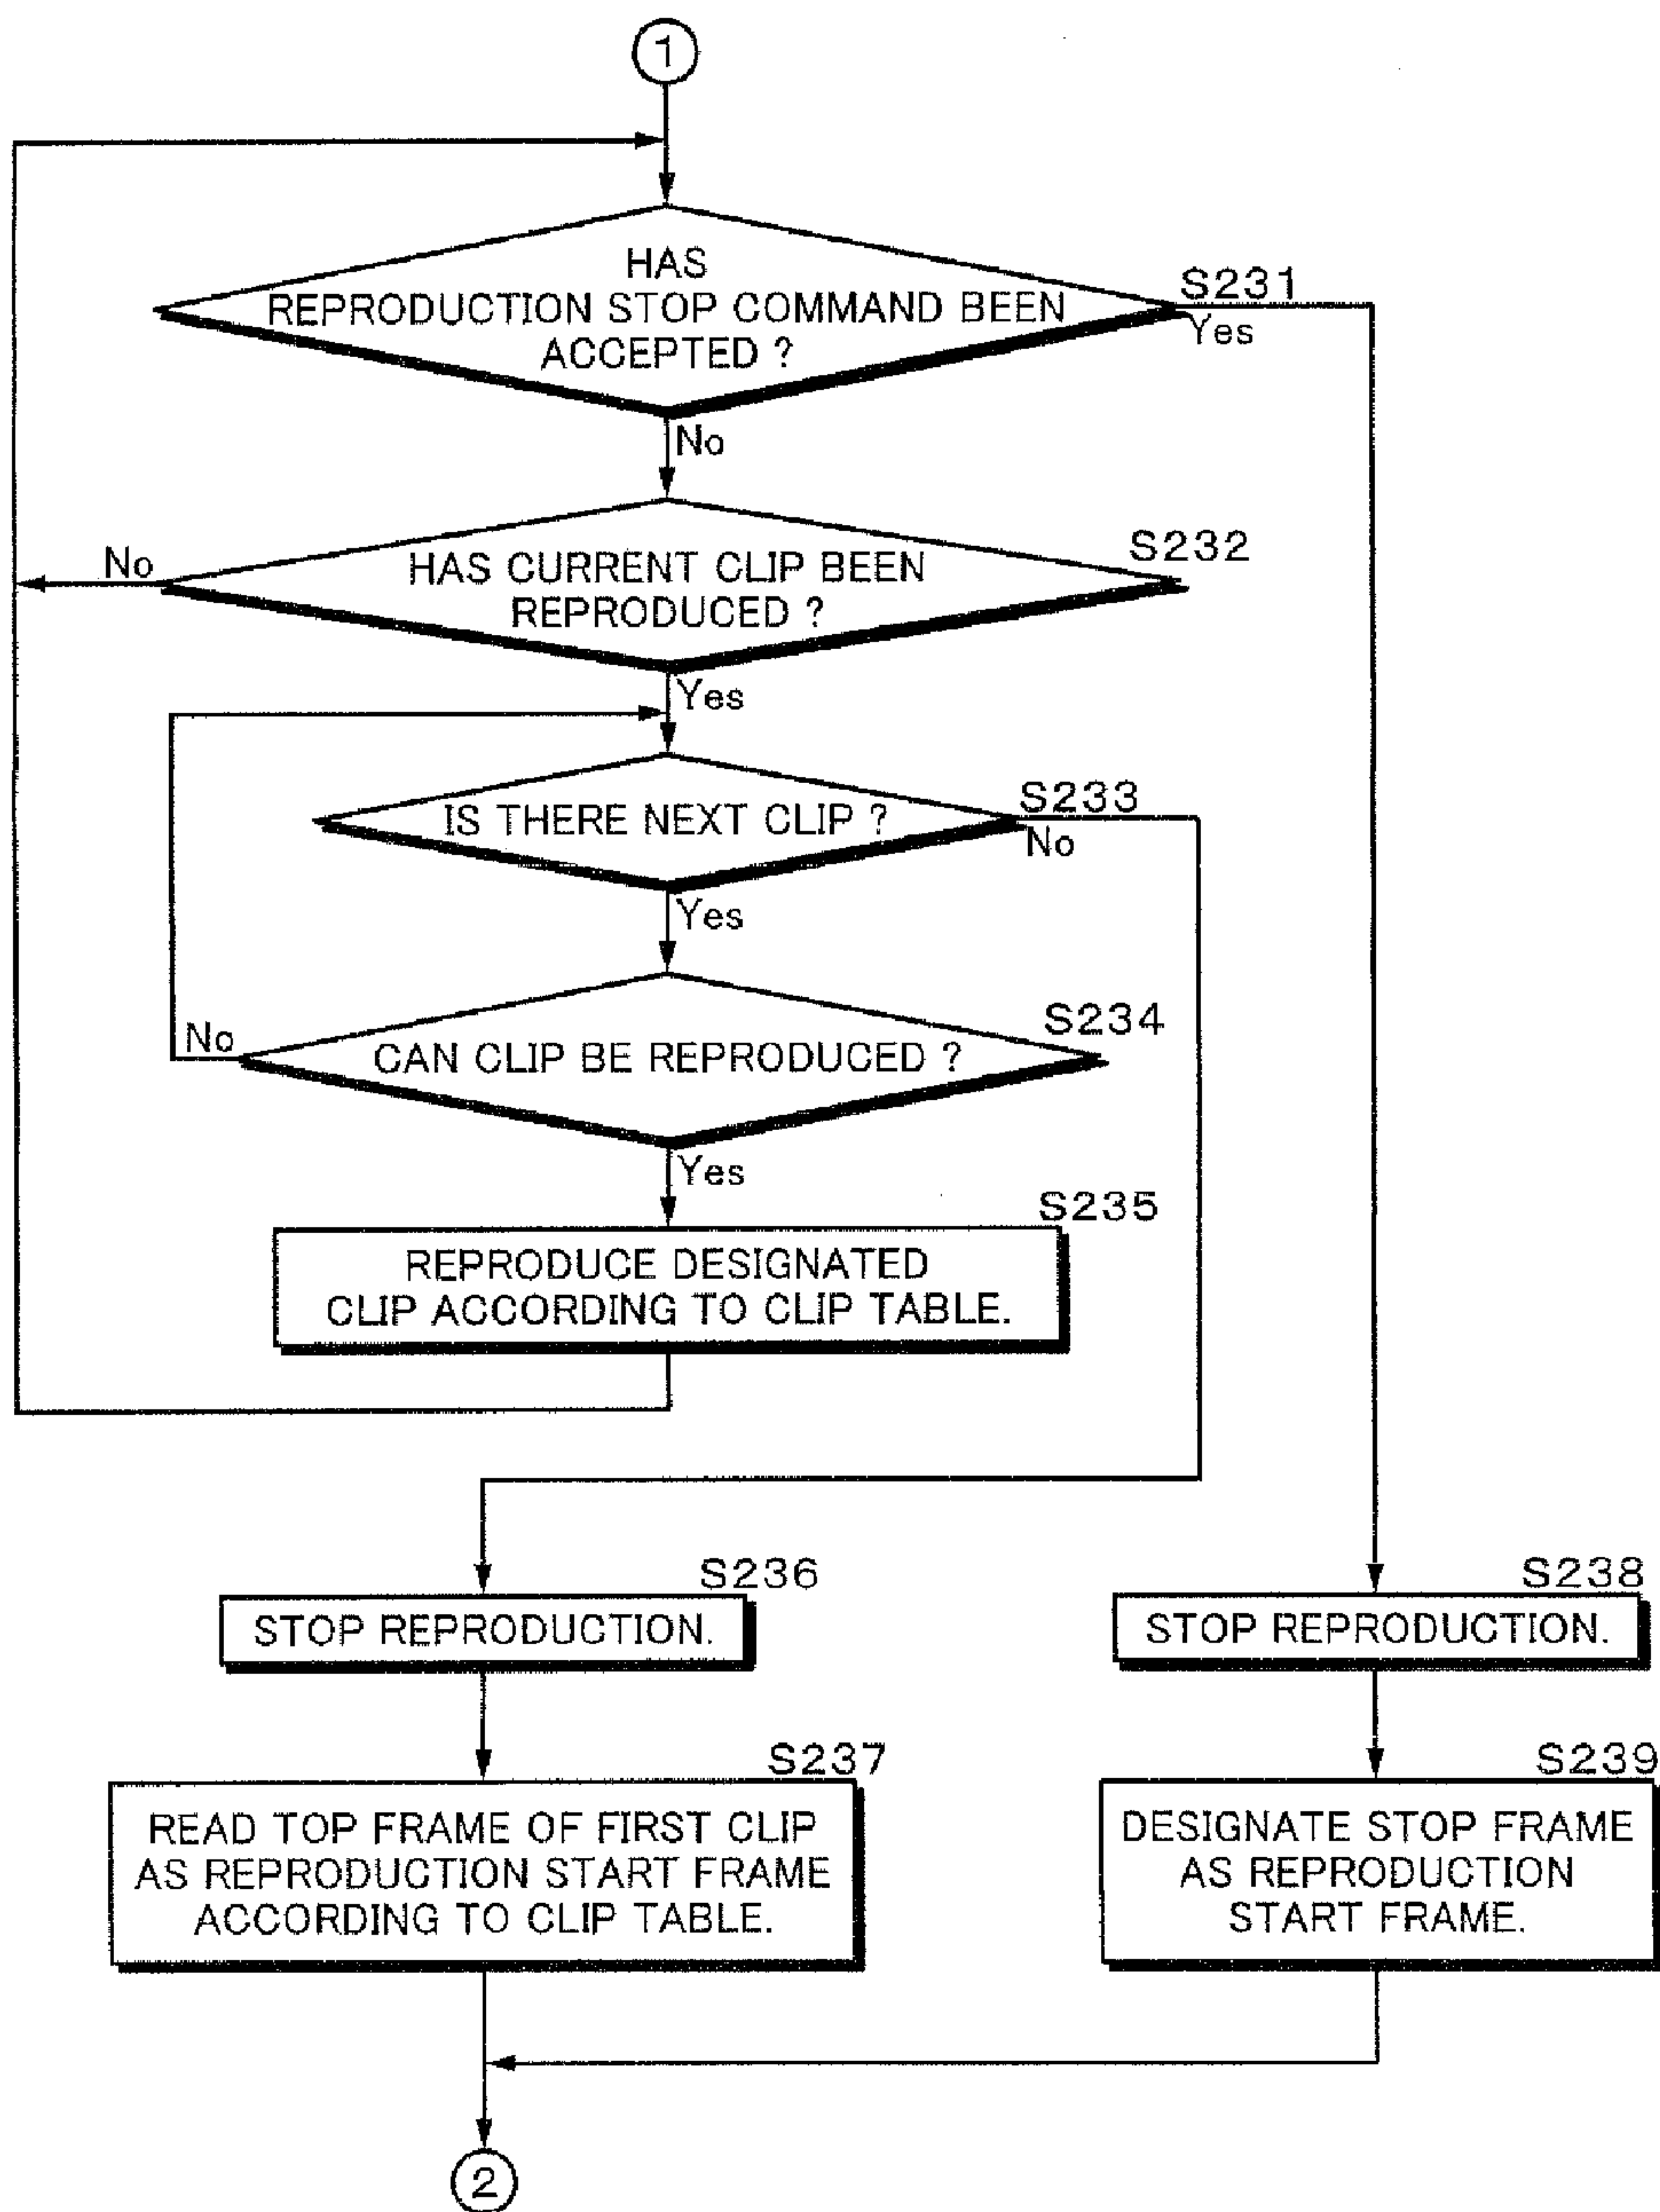 1
HAS
REPRODUCTION STOP COMMAND BEEN
ACCEPTED ?
S231
Yes
No
HAS CURRENT CLIP BEEN
REPRODUCED ?
S232
No
Yes
IS THERE NEXT CLIP ?
S233
No
Yes
CAN CLIP BE REPRODUCED ?
S234
No
Yes
S235
REPRODUCE DESIGNATED
CLIP ACCORDING TO CLIP TABLE.
S236
STOP REPRODUCTION.
S238
STOP REPRODUCTION.
S237
READ TOP FRAME OF FIRST CLIP
AS REPRODUCTION START FRAME
ACCORDING TO CLIP TABLE.
S239
DESIGNATE STOP FRAME
AS REPRODUCTION
START FRAME.
2